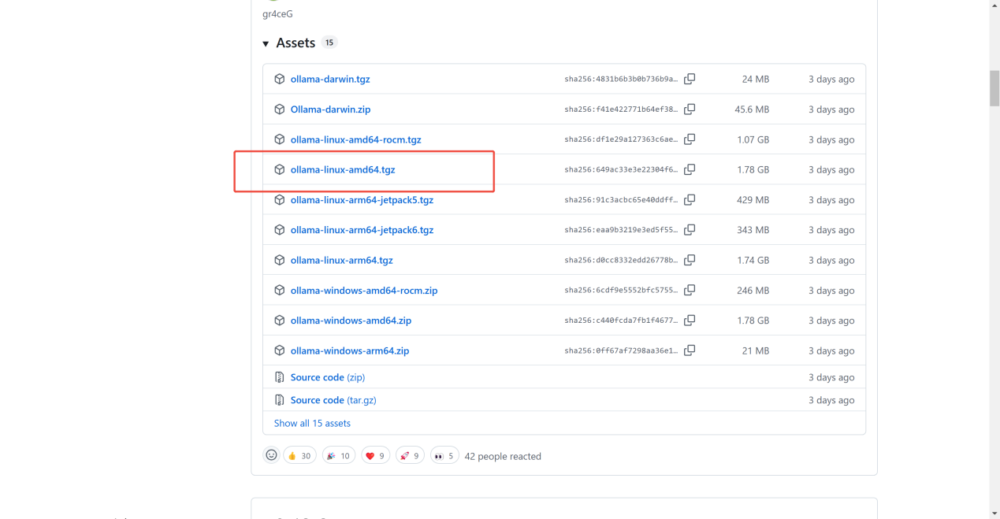 gr4ceG
Assets 15
ollama-darwin.tgz sha256:4831b6b3b0b736b9a… 24 MB 3 days ago
Ollama-darwin.zip sha256:f41e422771b64ef38… 45.6 MB 3 days ago
ollama-linux-amd64-rocm.tgz sha256:df1e29a127363c6ae… 1.07 GB 3 days ago
ollama-linux-amd64.tgz sha256:649ac33e3e22304f6… 1.78 GB 3 days ago
ollama-linux-arm64-jetpack5.tgz sha256:91c3acbc65e40ddff… 429 MB 3 days ago
ollama-linux-arm64-jetpack6.tgz sha256:eaa9b3219e3ed5f55… 343 MB 3 days ago
ollama-linux-arm64.tgz sha256:d0cc8332edd26778b… 1.74 GB 3 days ago
ollama-windows-amd64-rocm.zip sha256:6cdf9e5552bfc5755… 246 MB 3 days ago
ollama-windows-amd64.zip sha256:c440fcda7fb1f4677… 1.78 GB 3 days ago
ollama-windows-arm64.zip sha256:0ff67af7298aa36e1… 21 MB 3 days ago
Source code (zip) 3 days ago
Source code (tar.gz) 3 days ago
Show all 15 assets
30 10 9 9 5 42 people reacted